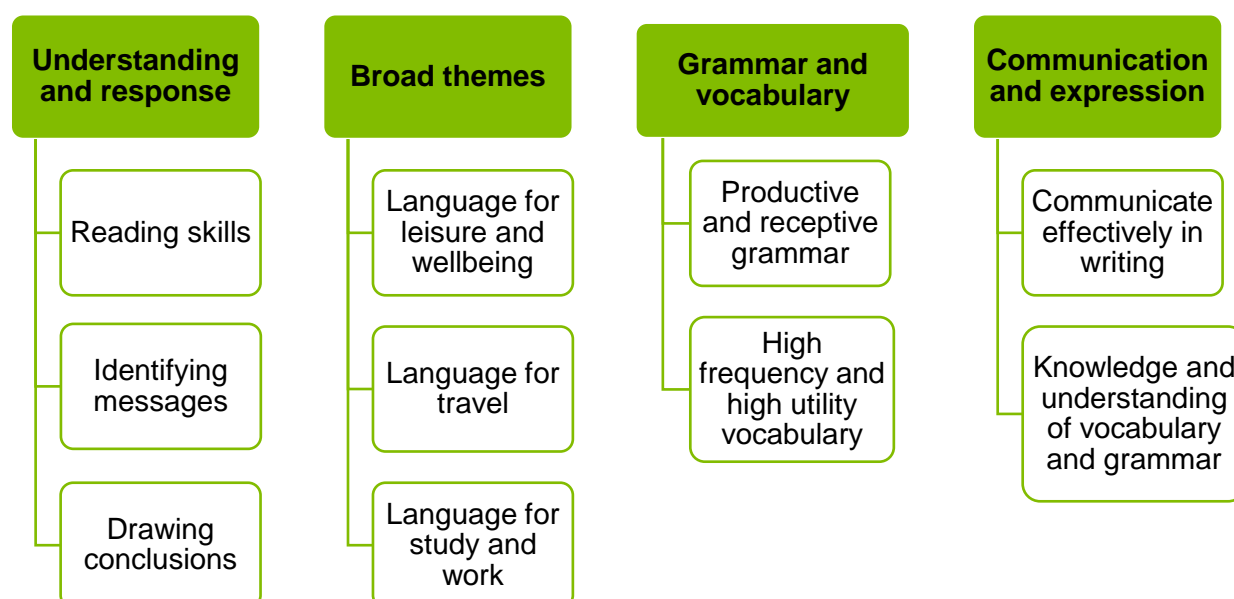 Understanding
and response
Reading skills
Identifying
messages
Drawing
conclusions
Broad themes
Language for
leisure and
wellbeing
Language for
travel
Language for
study and
work
Grammar and
vocabulary
Productive
and receptive
grammar
High
frequency and
high utility
vocabulary
Communication
and expression
Communicate
effectively in
writing
Knowledge and
understanding
of vocabulary
and grammar